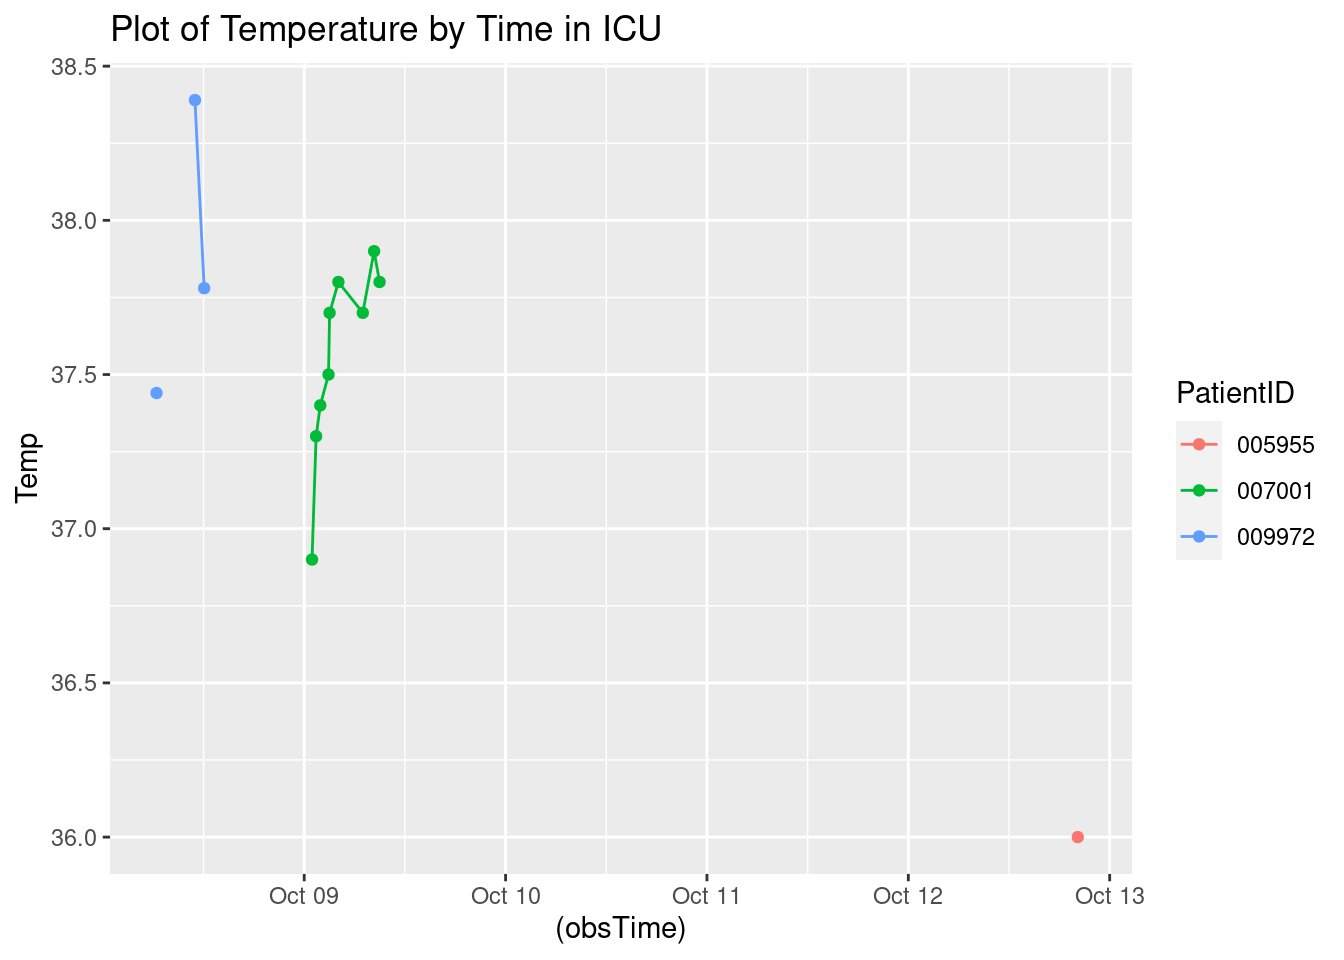 Plot of Temperature by Time in ICU
38.5
38.0
37.5
37.0
36.5
36.0
Temp
Oct 09 Oct 10 Oct 11 Oct 12 Oct 13
(obsTime)
PatientID
005955
007001
009972